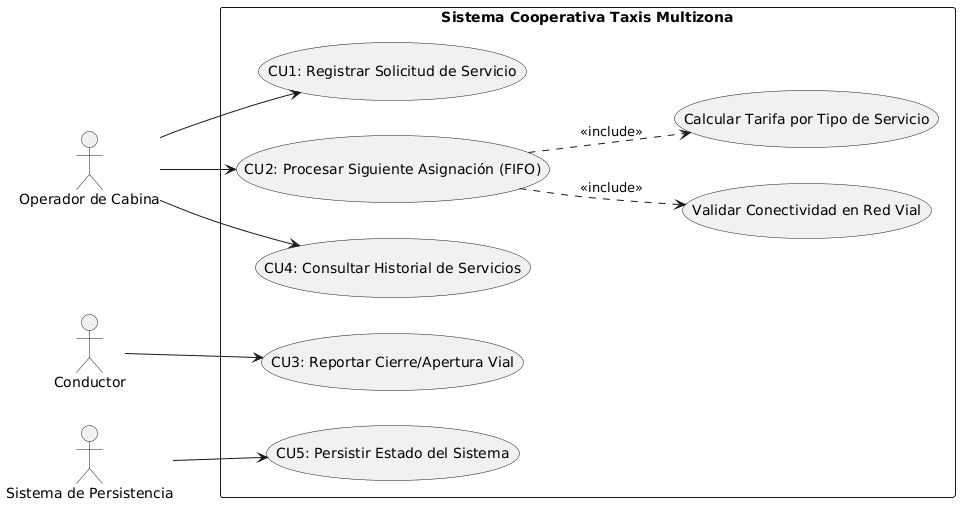 Sistema Cooperativa Taxis Multizona
CU1: Registrar Solicitud de Servicio
Calcular Tarifa por Tipo de Servicio
«include»
Operador de Cabina
CU2: Procesar Siguiente Asignación (FIFO)
«include»
Validar Conectividad en Red Vial
CU4: Consultar Historial de Servicios
Conductor
CU3: Reportar Cierre/Apertura Vial
Sistema de Persistencia
CU5: Persistir Estado del Sistema